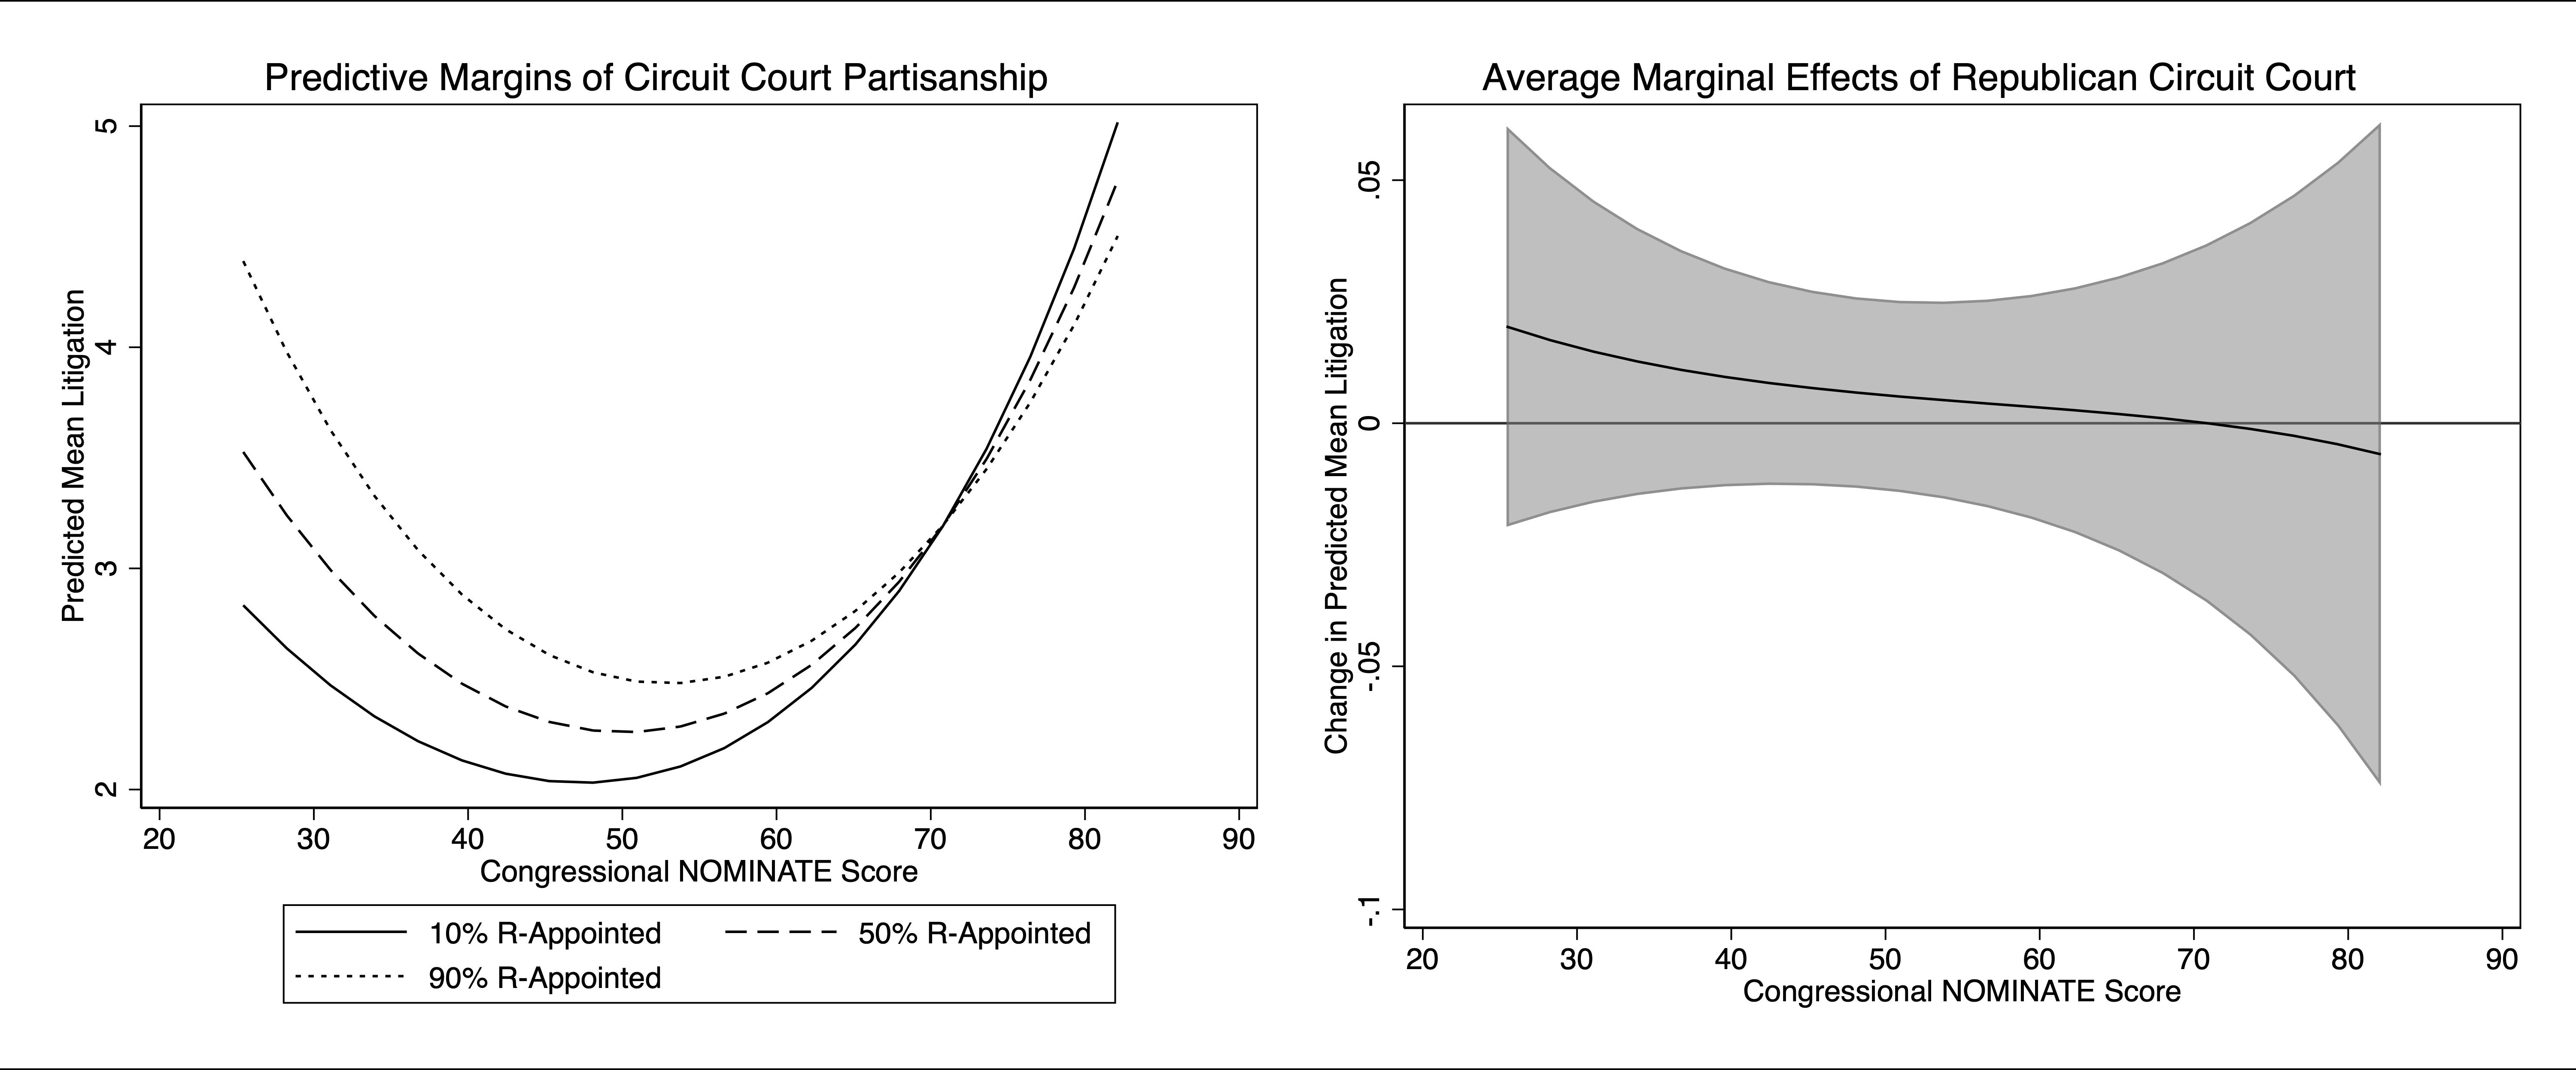 Predictive Margins of Circuit Court Partisanship
Predicted Mean Litigation
5
4
3
2
20 30 40 50 60 70 80 90
Congressional NOMINATE Score
10% R-Appointed 50% R-Appointed
90% R-Appointed
Average Marginal Effects of Republican Circuit Court
Change in Predicted Mean Litigation
.05
0
-.05
-.1
20 30 40 50 60 70 80 90
Congressional NOMINATE Score